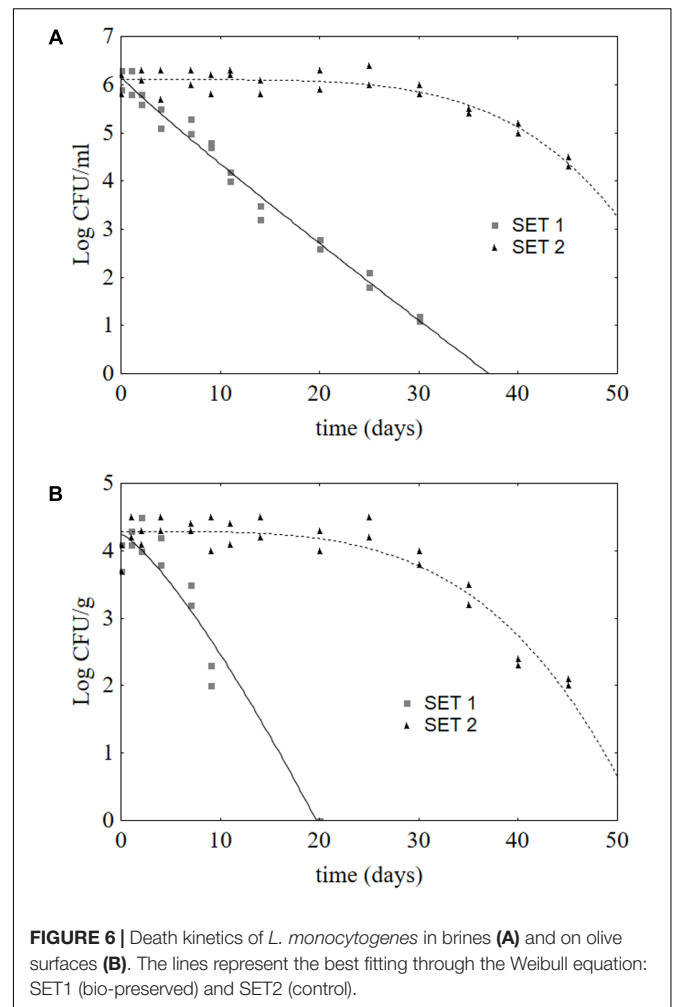 A
7
6
5
4
3
2
1
0
Log CFU/ml
SET 1
SET 2
0 10 20 30 40 50
time (days)
B
5
4
3
2
1
0
Log CFU/g
SET 1
SET 2
0 10 20 30 40 50
time (days)
FIGURE 6 | Death kinetics of L. monocytogenes in brines (A) and on olive
surfaces (B). The lines represent the best fitting through the Weibull equation:
SET1 (bio-preserved) and SET2 (control).